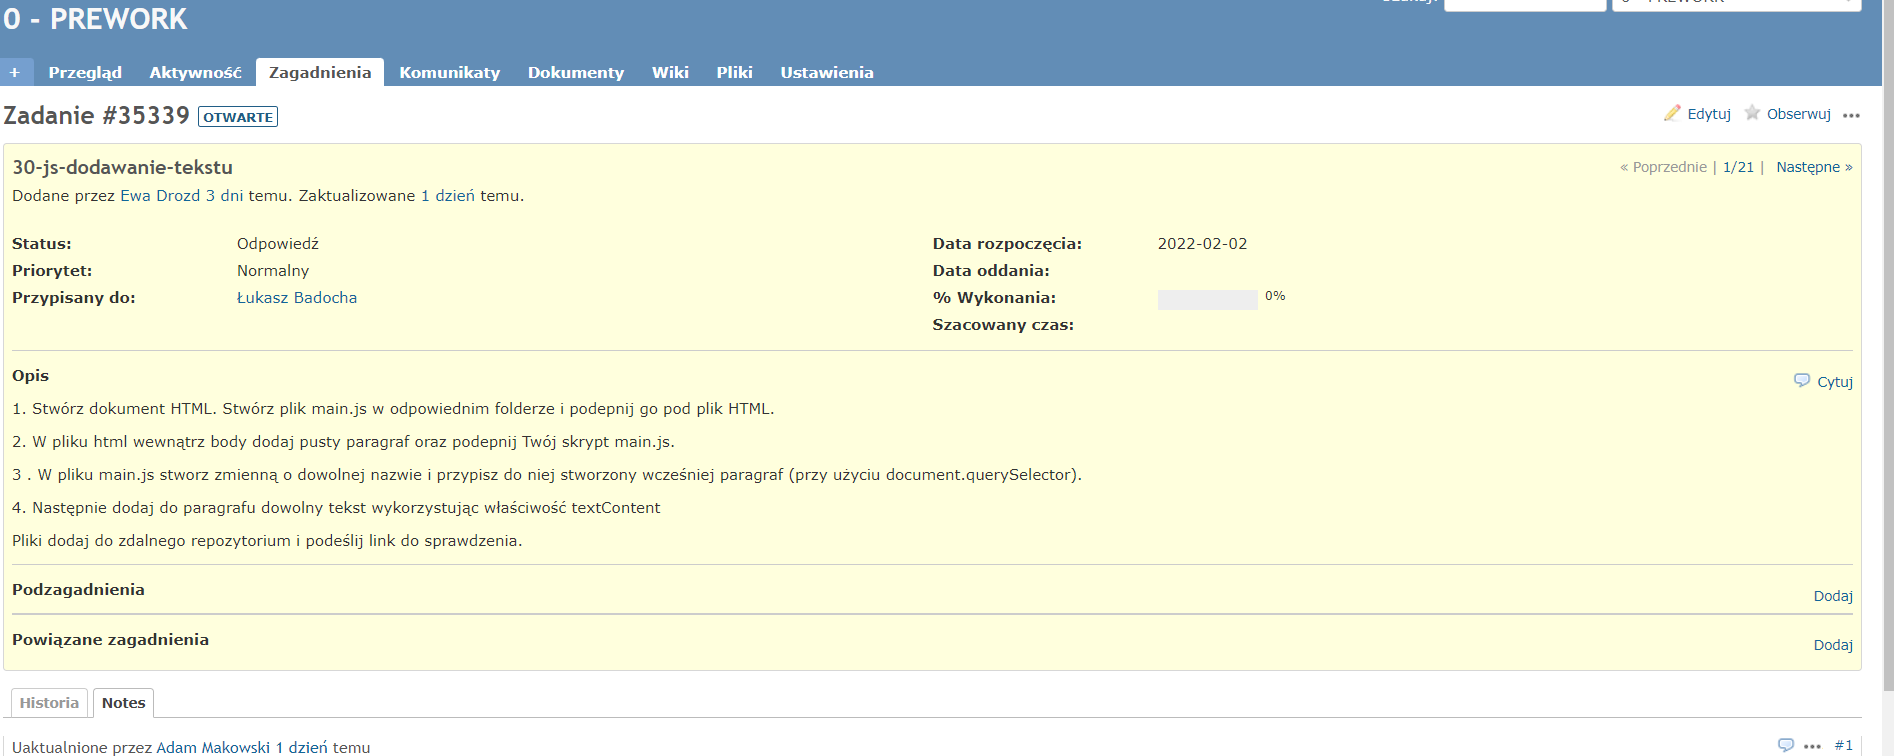 0 - PREWORK
+ Przegląd Aktywność Zagadnienia Komunikaty Dokumenty Wiki Pliki Ustawienia
Zadanie #35339 OTWARTE
Edytuj Obserwuj •••
30-js-dodawanie-tekstu
« Poprzednie | 1/21 | Następne »
Dodane przez Ewa Drozd 3 dni temu. Zaktualizowane 1 dzień temu.
Status: Odpowiedź Data rozpoczęcia: 2022-02-02
Priorytet: Normalny Data oddania:
Przypisany do: Łukasz Badocha % Wykonania: 0%
Szacowany czas:
Opis
Cytuj
1. Stwórz dokument HTML. Stwórz plik main.js w odpowiednim folderze i podepnij go pod plik HTML.
2. W pliku html wewnątrz body dodaj pusty paragraf oraz podepnij Twój skrypt main.js.
3 . W pliku main.js stworz zmienną o dowolnej nazwie i przypisz do niej stworzony wcześniej paragraf (przy użyciu document.querySelector).
4. Następnie dodaj do paragrafu dowolny tekst wykorzystując właściwość textContent
Pliki dodaj do zdalnego repozytorium i podeślij link do sprawdzenia.
Podzagadnienia
Dodaj
Powiązane zagadnienia
Dodaj
Historia Notes
Uaktualnione przez Adam Makowski 1 dzień temu
••• #1